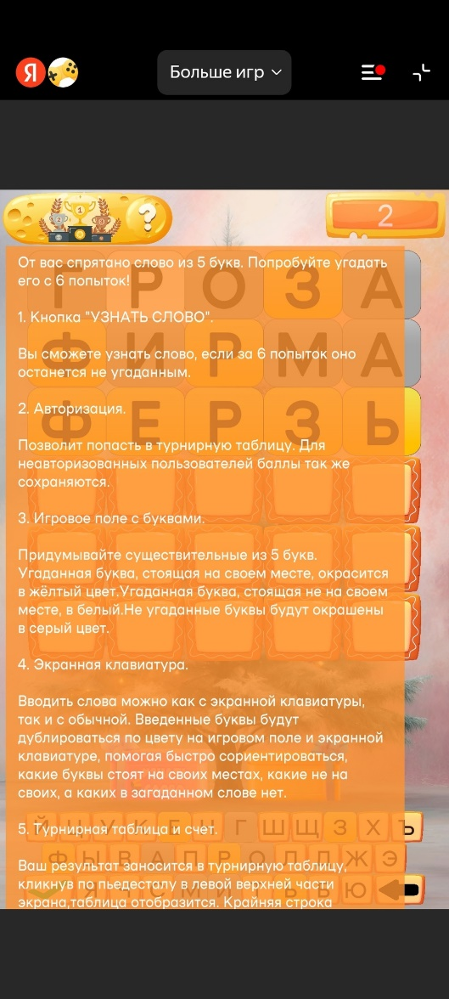 Я
Больше игр
1
2
3
?
2
От вас спрятано слово из 5 букв. Попробуйте угадать
его с 6 попыток!
1. Кнопка "УЗНАТЬ СЛОВО".
Вы сможете узнать слово, если за 6 попыток оно
останется не угаданным.
2. Авторизация.
Позволит попасть в турнирную таблицу. Для
неавторизованных пользователей баллы так же
сохраняются.
3. Игровое поле с буквами.
Придумывайте существительные из 5 букв.
Угаданная буква, стоящая на своем месте, окрасится
в жёлтый цвет.Угаданная буква, стоящая не на своем
месте, в белый.Не угаданные буквы будут окрашены
в серый цвет.
4. Экранная клавиатура.
Вводить слова можно как с экранной клавиатуры,
так и с обычной. Введенные буквы будут
дублироваться по цвету на игровом поле и экранной
клавиатуре, помогая быстро сориентироваться,
какие буквы стоят на своих местах, какие не на
своих, а каких в загаданном слове нет.
5. Турнирная таблица и счет.
Ваш результат заносится в турнирную таблицу,
кликнув по пьедесталу в левой верхней части
экрана,таблица отобразится. Крайняя строка
Г Р О З А
Ф И Р М А
Ф Е Р З Ь
Й Ц У К Е Н Г Ш Щ З Х Ъ
Ф Ы В А П Р О Л Д Ж Э
Я Ч С М И Т Ь Б Ю